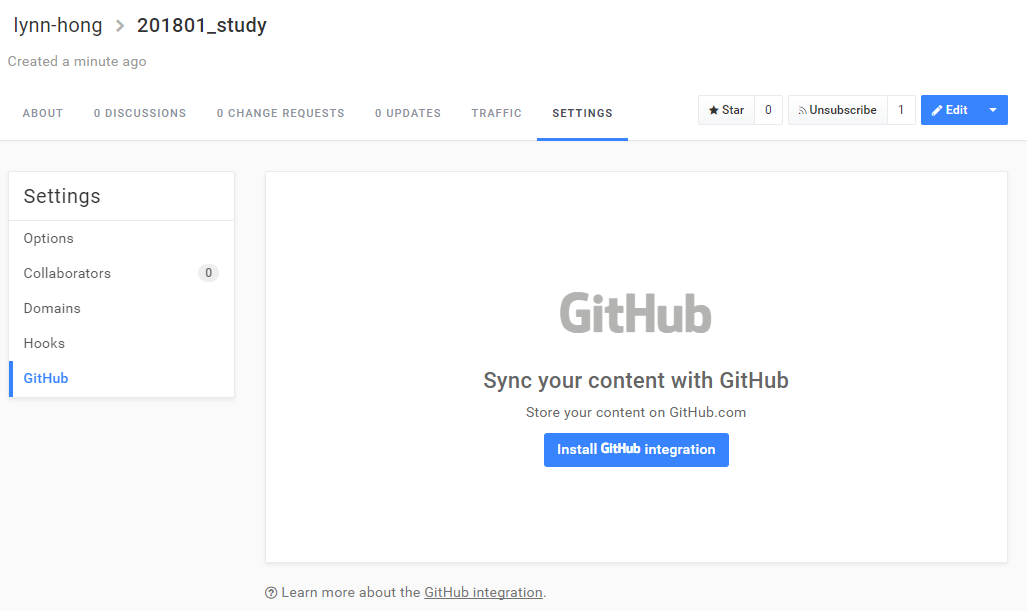 lynn-hong > 201801_study
Created a minute ago
ABOUT 0 DISCUSSIONS 0 CHANGE REQUESTS 0 UPDATES TRAFFIC SETTINGS Star 0 Unsubscribe 1 Edit
Settings
Options
Collaborators 0
Domains
Hooks
GitHub
GitHub
Sync your content with GitHub
Store your content on GitHub.com
Install GitHub integration
Learn more about the GitHub integration.